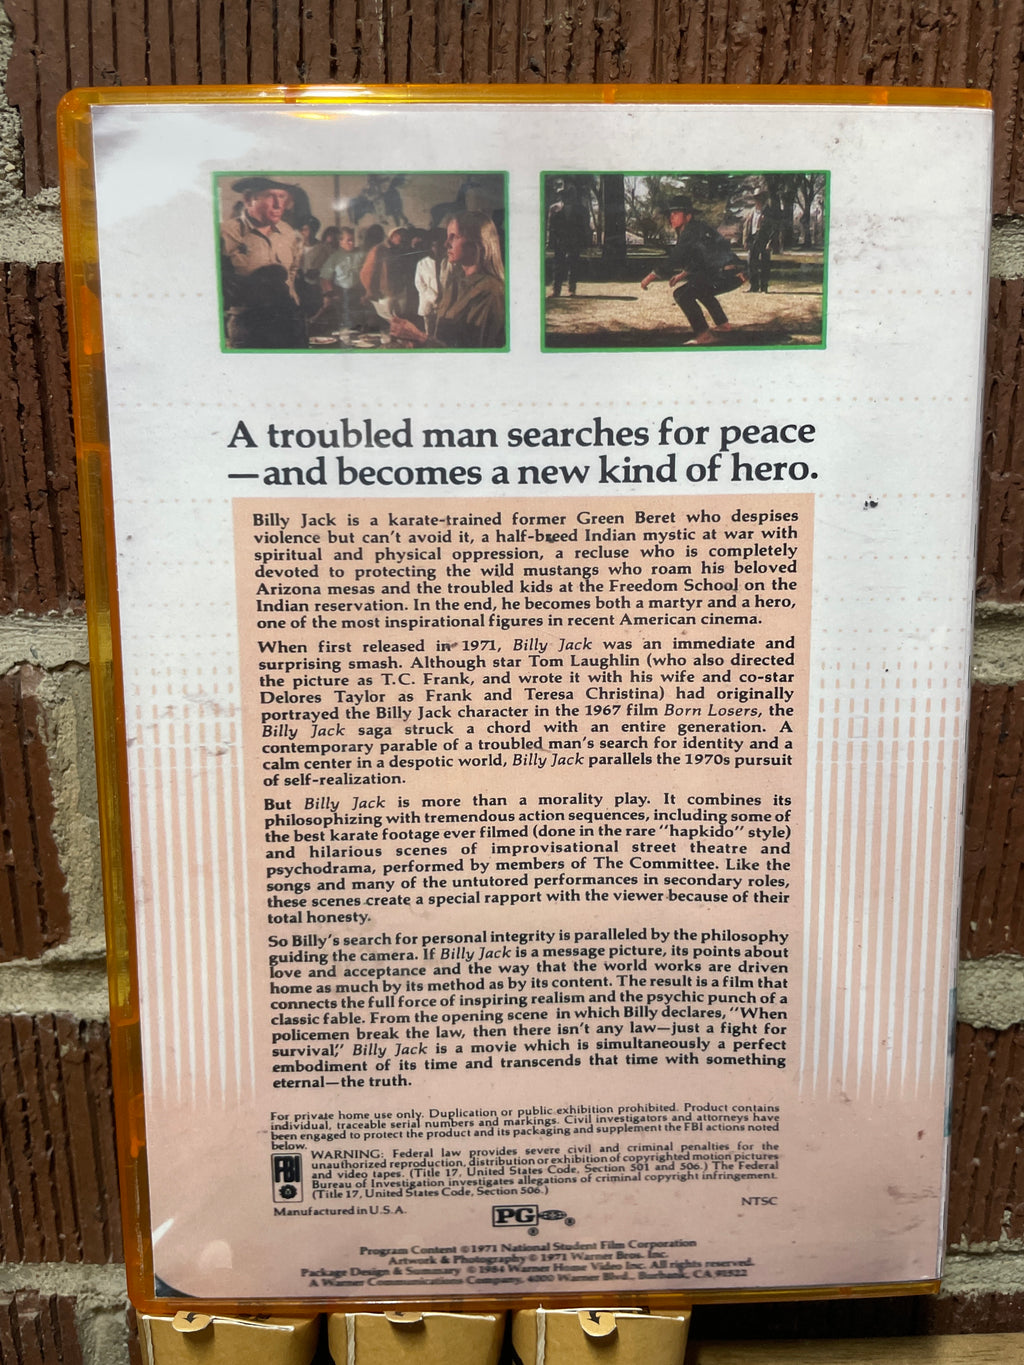 A troubled man searches for peace
—and becomes a new kind of hero.
Billy Jack is a karate-trained former Green Beret who despises
violence but can't avoid it, a half-breed Indian mystic at war with
spiritual and physical oppression, a recluse who is completely
devoted to protecting the wild mustangs who roam his beloved
Arizona mesas and the troubled kids at the Freedom School on the
Indian reservation. In the end, he becomes both a martyr and a hero,
one of the most inspirational figures in recent American cinema.
When first released in 1971, Billy Jack was an immediate and
surprising smash. Although star Tom Laughlin (who also directed
the picture as T.C. Frank, and wrote it with his wife and co-star
Delores Taylor as Frank and Teresa Christina) had originally
portrayed the Billy Jack character in the 1967 film Born Losers, the
Billy Jack saga struck a chord with an entire generation. A
contemporary parable of a troubled man's search for identity and a
calm center in a despotic world, Billy Jack parallels the 1970s pursuit
of self-realization.
But Billy Jack is more than a morality play. It combines its
philosophizing with tremendous action sequences, including some of
the best karate footage ever filmed (done in the rare "hapkido" style)
and hilarious scenes of improvisational street theatre and
psychodrama, performed by members of The Committee. Like the
songs and many of the untutored performances in secondary roles,
these scenes create a special rapport with the viewer because of their
total honesty.
So Billy's search for personal integrity is paralleled by the philosophy
guiding the camera. If Billy Jack is a message picture, its points about
love and acceptance and the way that the world works are driven
home as much by its method as by its content. The result is a film that
connects the full force of inspiring realism and the psychic punch of a
classic fable. From the opening scene in which Billy declares, "When
policemen break the law, then there isn't any law—just a fight for
survival," Billy Jack is a movie which is simultaneously a perfect
embodiment of its time and transcends that time with something
eternal—the truth.
For private home use only. Duplication or public exhibition prohibited. Product contains
individual, traceable serial numbers and markings. Civil investigators and attorneys have
been engaged to protect the product and its packaging and supplement the FBI actions noted
below.
FBI
WARNING: Federal law provides severe civil and criminal penalties for the
unauthorized reproduction, distribution or exhibition of copyrighted motion pictures
and video tapes. (Title 17, United States Code, Section 501 and 506.) The Federal
Bureau of Investigation investigates allegations of criminal copyright infringement.
(Title 17, United States Code, Section 506.)
Manufactured in U.S.A.
PG
®
®
NTSC
Program Content ©1971 National Student Film Corporation
Artwork & Photography © 1971 Warner Bros. Inc.
Package Design & Summary © 1984 Warner Home Video Inc. All rights reserved.
A Warner Communications Company, 4000 Warner Blvd., Burbank, CA 91522